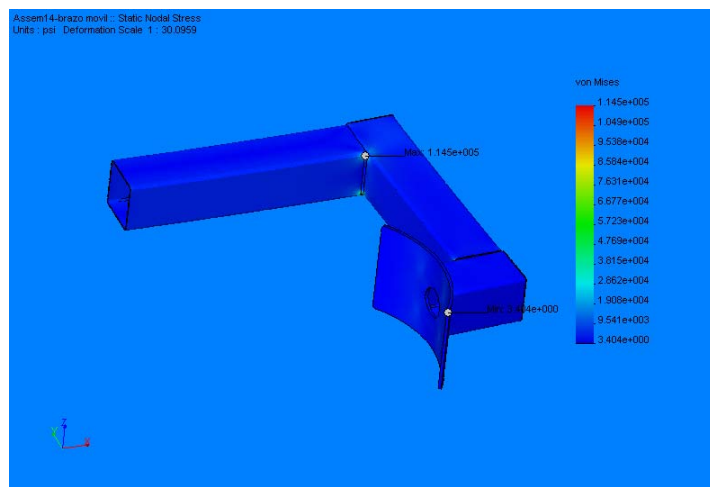 Assem14-brazo movil :: Static Nodal Stress
Units : psi Deformation Scale 1 : 30.0959
von Mises
1.145e+005
1.049e+005
9.538e+004
8.584e+004
7.631e+004
6.677e+004
5.723e+004
4.769e+004
3.815e+004
2.862e+004
1.908e+004
9.541e+003
3.404e+000
Max: 1.145e+005
Min: 3.404e+000
Z
Y
X